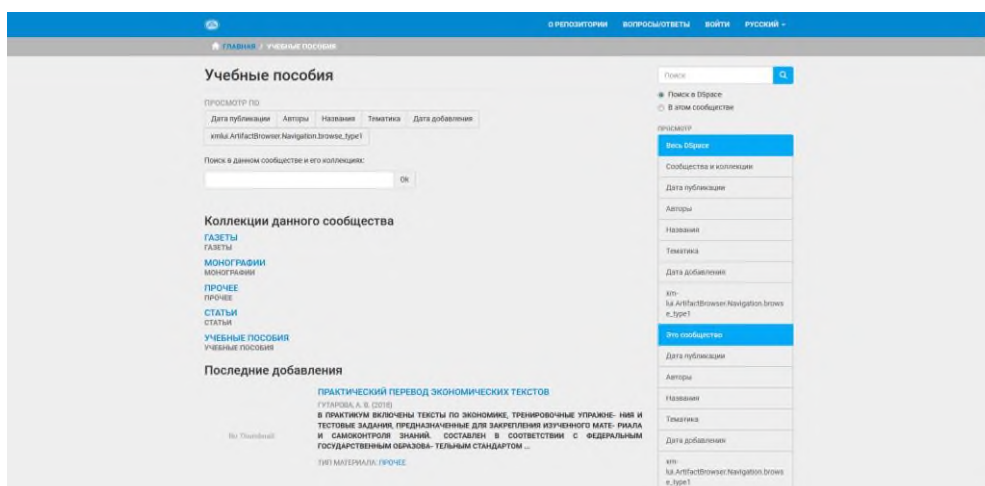 О РЕПОЗИТОРИИ ВОПРОСЫ/ОТВЕТЫ ВОЙТИ РУССКИЙ
ГЛАВНАЯ / УЧЕБНЫЕ ПОСОБИЯ
Учебные пособия
ПРОСМОТР ПО
Дата публикации Авторы Названия Тематика Дата добавления
xmlui.ArtifactBrowser.Navigation.browse_type1
Поиск в данном сообществе и его коллекциях:
Ok
Коллекции данного сообщества
ГАЗЕТЫ
ГАЗЕТЫ
МОНОГРАФИИ
МОНОГРАФИИ
ПРОЧЕЕ
ПРОЧЕЕ
СТАТЬИ
СТАТЬИ
УЧЕБНЫЕ ПОСОБИЯ
УЧЕБНЫЕ ПОСОБИЯ
Последние добавления
No Thumbnail
ПРАКТИЧЕСКИЙ ПЕРЕВОД ЭКОНОМИЧЕСКИХ ТЕКСТОВ
ГУТАРОВА, А. В. (2016)
В ПРАКТИКУМ ВКЛЮЧЕНЫ ТЕКСТЫ ПО ЭКОНОМИКЕ, ТРЕНИРОВОЧНЫЕ УПРАЖНЕ- НИЯ И
ТЕСТОВЫЕ ЗАДАНИЯ, ПРЕДНАЗНАЧЕННЫЕ ДЛЯ ЗАКРЕПЛЕНИЯ ИЗУЧЕННОГО МАТЕ- РИАЛА
И САМОКОНТРОЛЯ ЗНАНИЙ. СОСТАВЛЕН В СООТВЕТСТВИИ С ФЕДЕРАЛЬНЫМ
ГОСУДАРСТВЕННЫМ ОБРАЗОВА- ТЕЛЬНЫМ СТАНДАРТОМ ...
ТИП МАТЕРИАЛА: ПРОЧЕЕ
Поиск
Поиск в DSpace
В этом сообществе
ПРОСМОТР
Весь DSpace
Сообщества и коллекции
Дата публикации
Авторы
Названия
Тематика
Дата добавления
xm-
lui.ArtifactBrowser.Navigation.brows
e_type1
Это сообщество
Дата публикации
Авторы
Названия
Тематика
Дата добавления
xm-
lui.ArtifactBrowser.Navigation.brows
e_type1